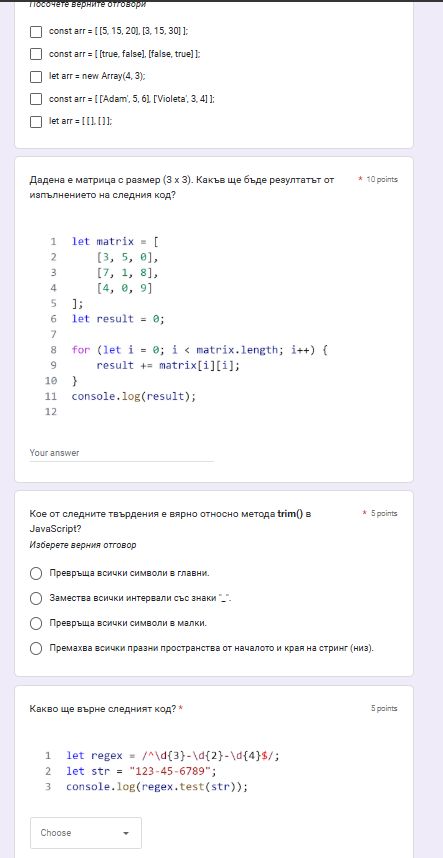 Посочете верните отговори
const arr = [ [5, 15, 20], [3, 15, 30] ];
const arr = [ [true, false], [false, true] ];
let arr = new Array(4, 3);
const arr = [ ['Adam', 5, 6], ['Violeta', 3, 4] ];
let arr = [ [ ], [ ] ];
Дадена е матрица с размер (3 x 3). Какъв ще бъде резултатът от * 10 points
изпълнението на следния код?
1 let matrix = [
2 [3, 5, 0],
3 [7, 1, 8],
4 [4, 0, 9]
5 ];
6 let result = 0;
7
8 for (let i = 0; i < matrix.length; i++) {
9 result += matrix[i][i];
10 }
11 console.log(result);
12
Your answer
Кое от следните твърдения е вярно относно метода trim() в * 5 points
JavaScript?
Изберете верния отговор
Превръща всички символи в главни.
Замества всички интервали със знаки "_".
Превръща всички символи в малки.
Премахва всички празни пространства от началото и края на стринг (низ).
Какво ще върне следният код? * 5 points
1 let regex = /^\d{3}-\d{2}-\d{4}$/;
2 let str = "123-45-6789";
3 console.log(regex.test(str));
Choose